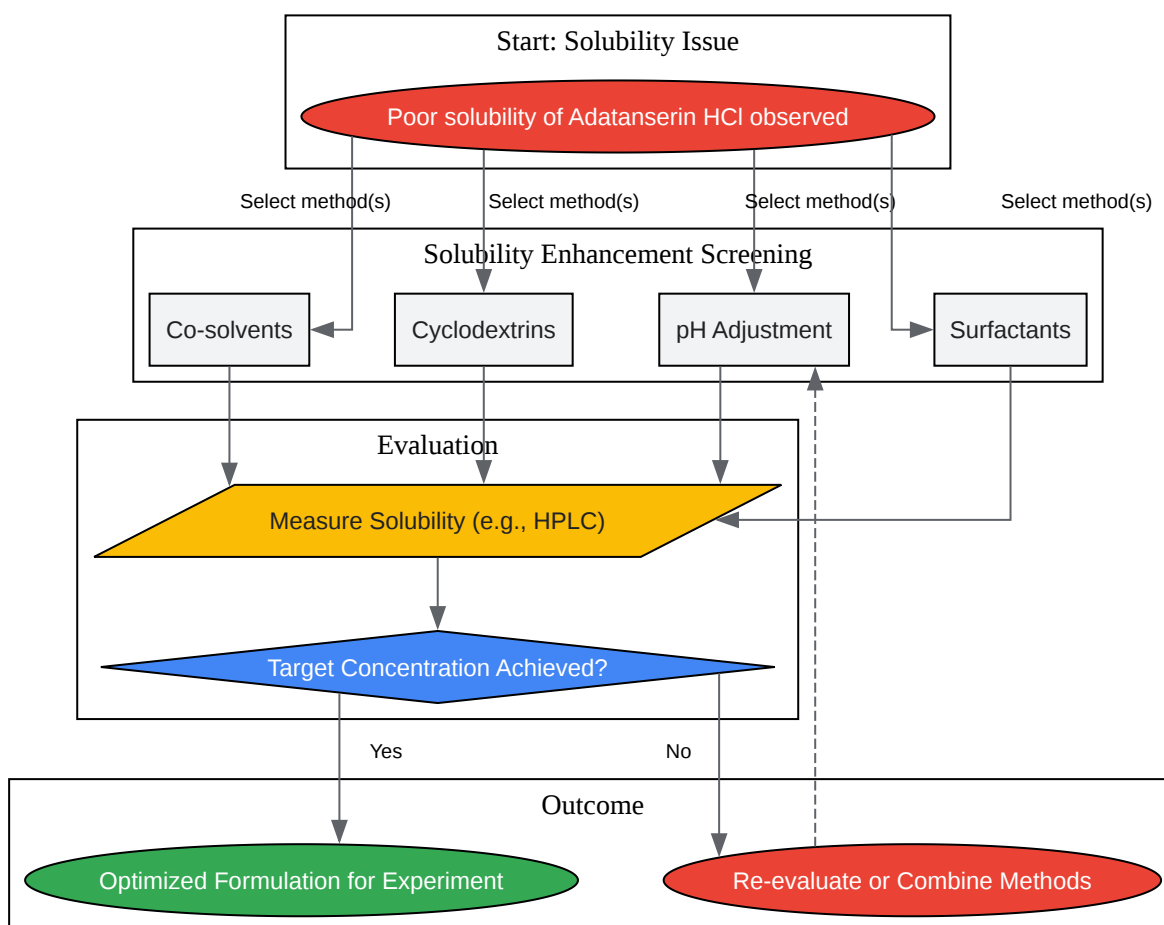 Start: Solubility Issue
Poor solubility of Adatanserin HCl observed
Select method(s)
Select method(s)
Select method(s)
Select method(s)
Solubility Enhancement Screening
Co-solvents
Cyclodextrins
pH Adjustment
Surfactants
Evaluation
Measure Solubility (e.g., HPLC)
Target Concentration Achieved?
Yes
No
Outcome
Optimized Formulation for Experiment
Re-evaluate or Combine Methods